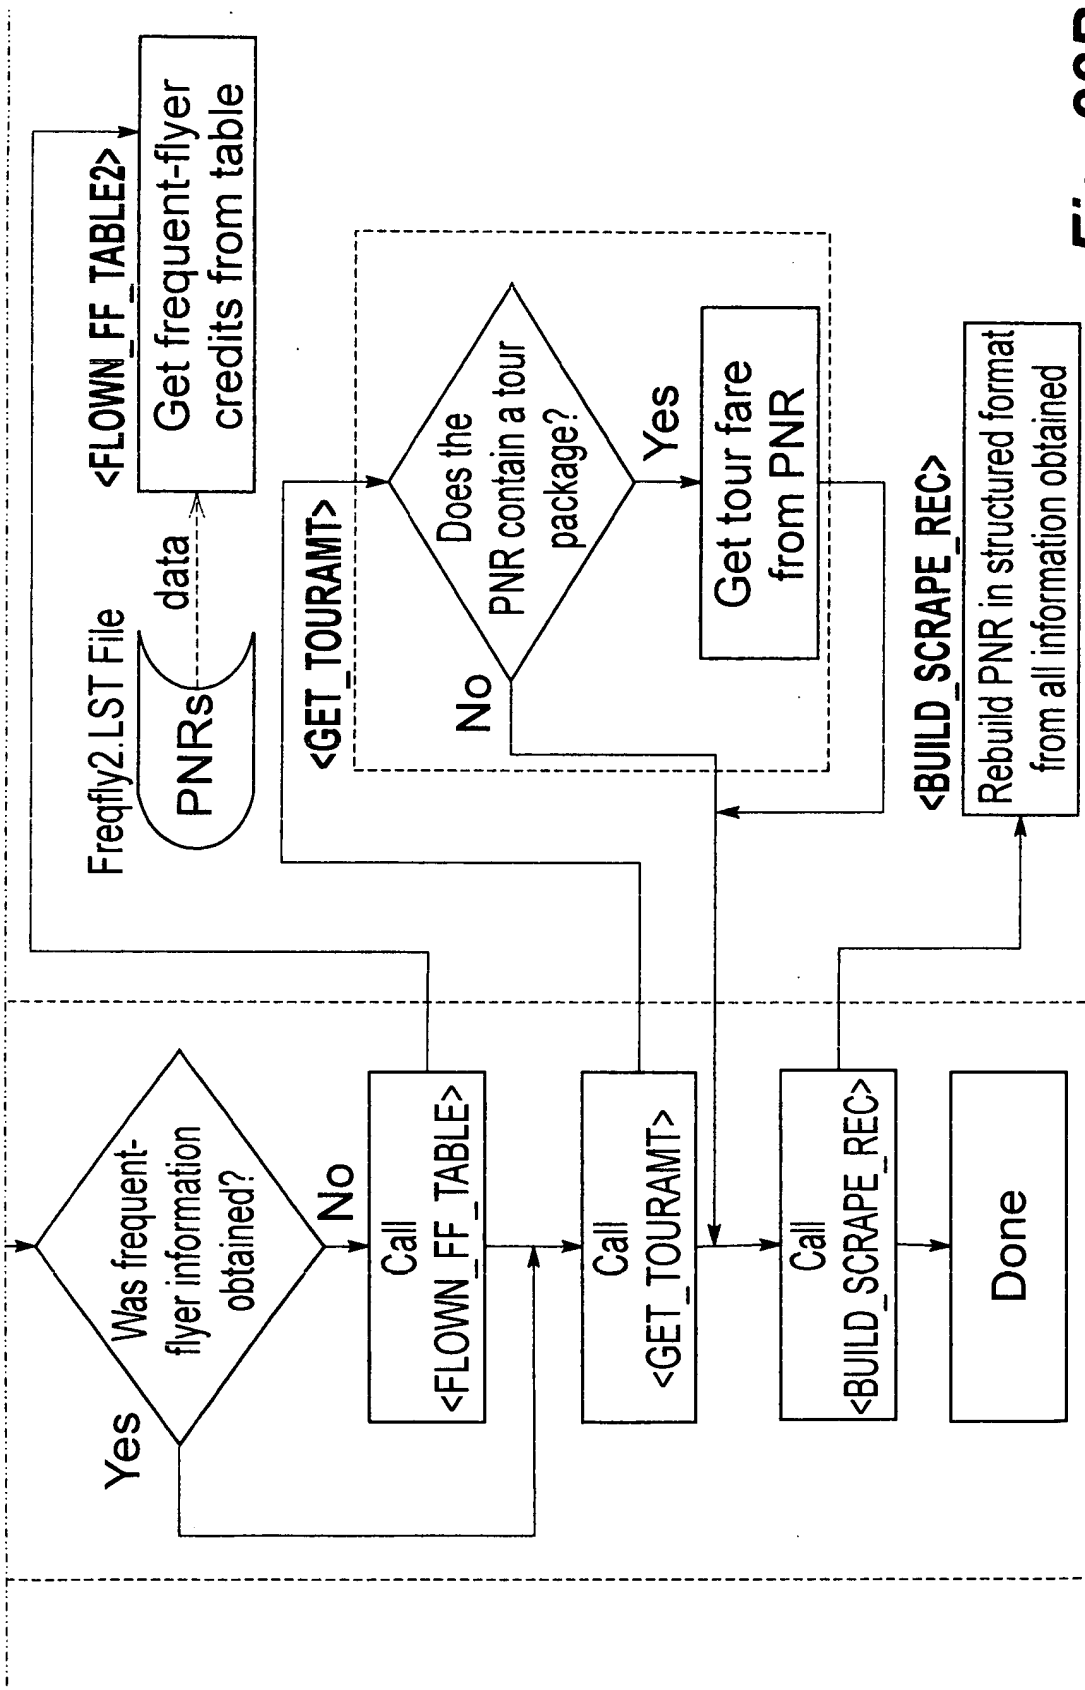 Was frequent-
flyer information
obtained?
Yes
No
Call
<FLOWN_FF_TABLE>
Call
<GET_TOURAMT>
Call
<BUILD_SCRAPE_REC>
Done
Freqfly2.LST File
PNRs
data
<FLOWN_FF_TABLE2>
Get frequent-flyer
credits from table
<GET_TOURAMT>
Does the
PNR contain a tour
package?
No
Yes
Get tour fare
from PNR
<BUILD_SCRAPE_REC>
Rebuild PNR in structured format
from all information obtained